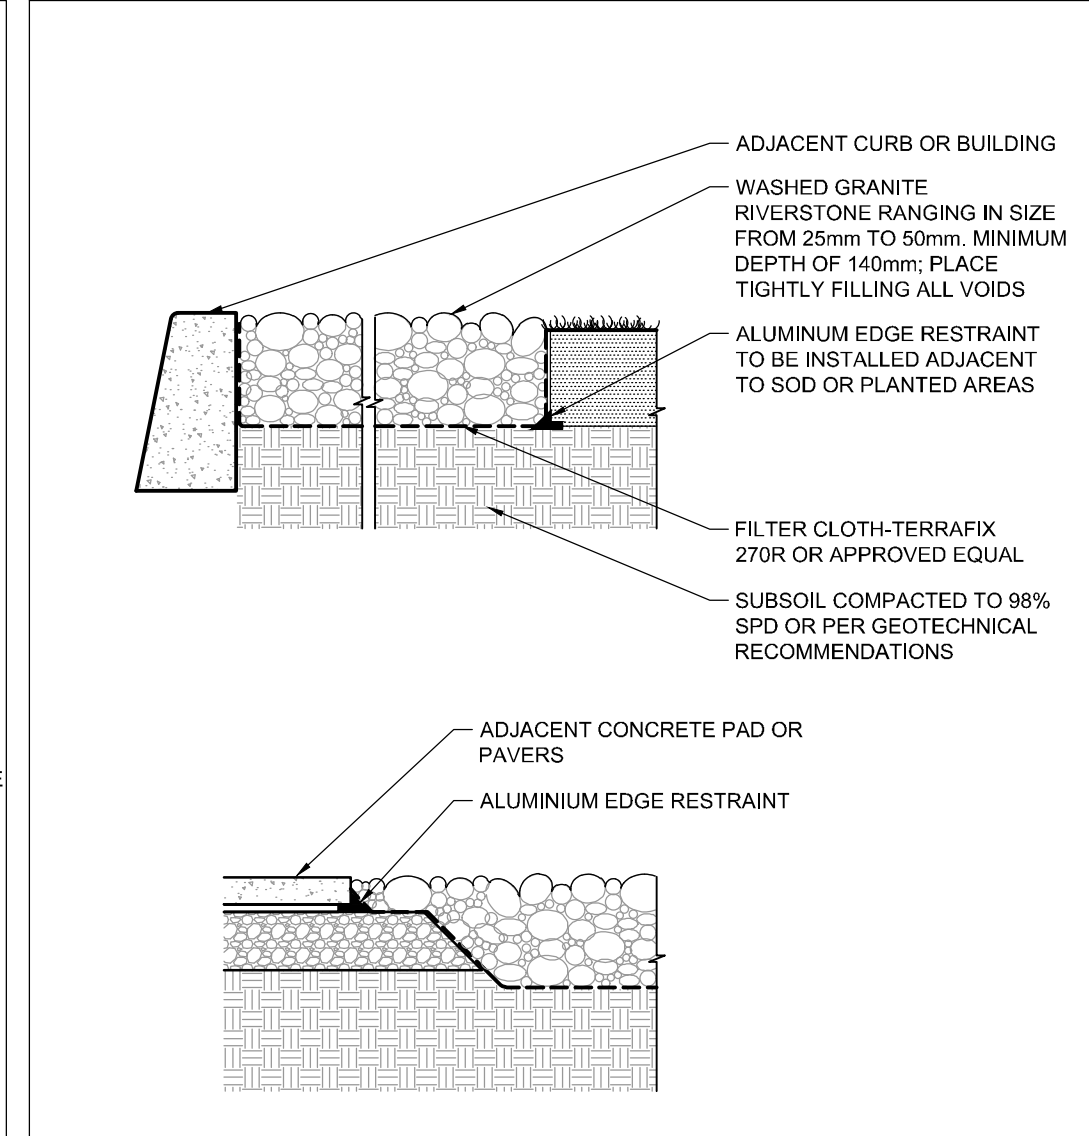 ADJACENT CURB OR BUILDING
WASHED GRANITE
RIVERSTONE RANGING IN SIZE
FROM 25mm TO 50mm. MINIMUM
DEPTH OF 140mm; PLACE
TIGHTLY FILLING ALL VOIDS
ALUMINUM EDGE RESTRAINT
TO BE INSTALLED ADJACENT
TO SOD OR PLANTED AREAS
FILTER CLOTH-TERRAFIX
270R OR APPROVED EQUAL
SUBSOIL COMPACTED TO 98%
SPD OR PER GEOTECHNICAL
RECOMMENDATIONS
ADJACENT CONCRETE PAD OR
PAVERS
ALUMINIUM EDGE RESTRAINT